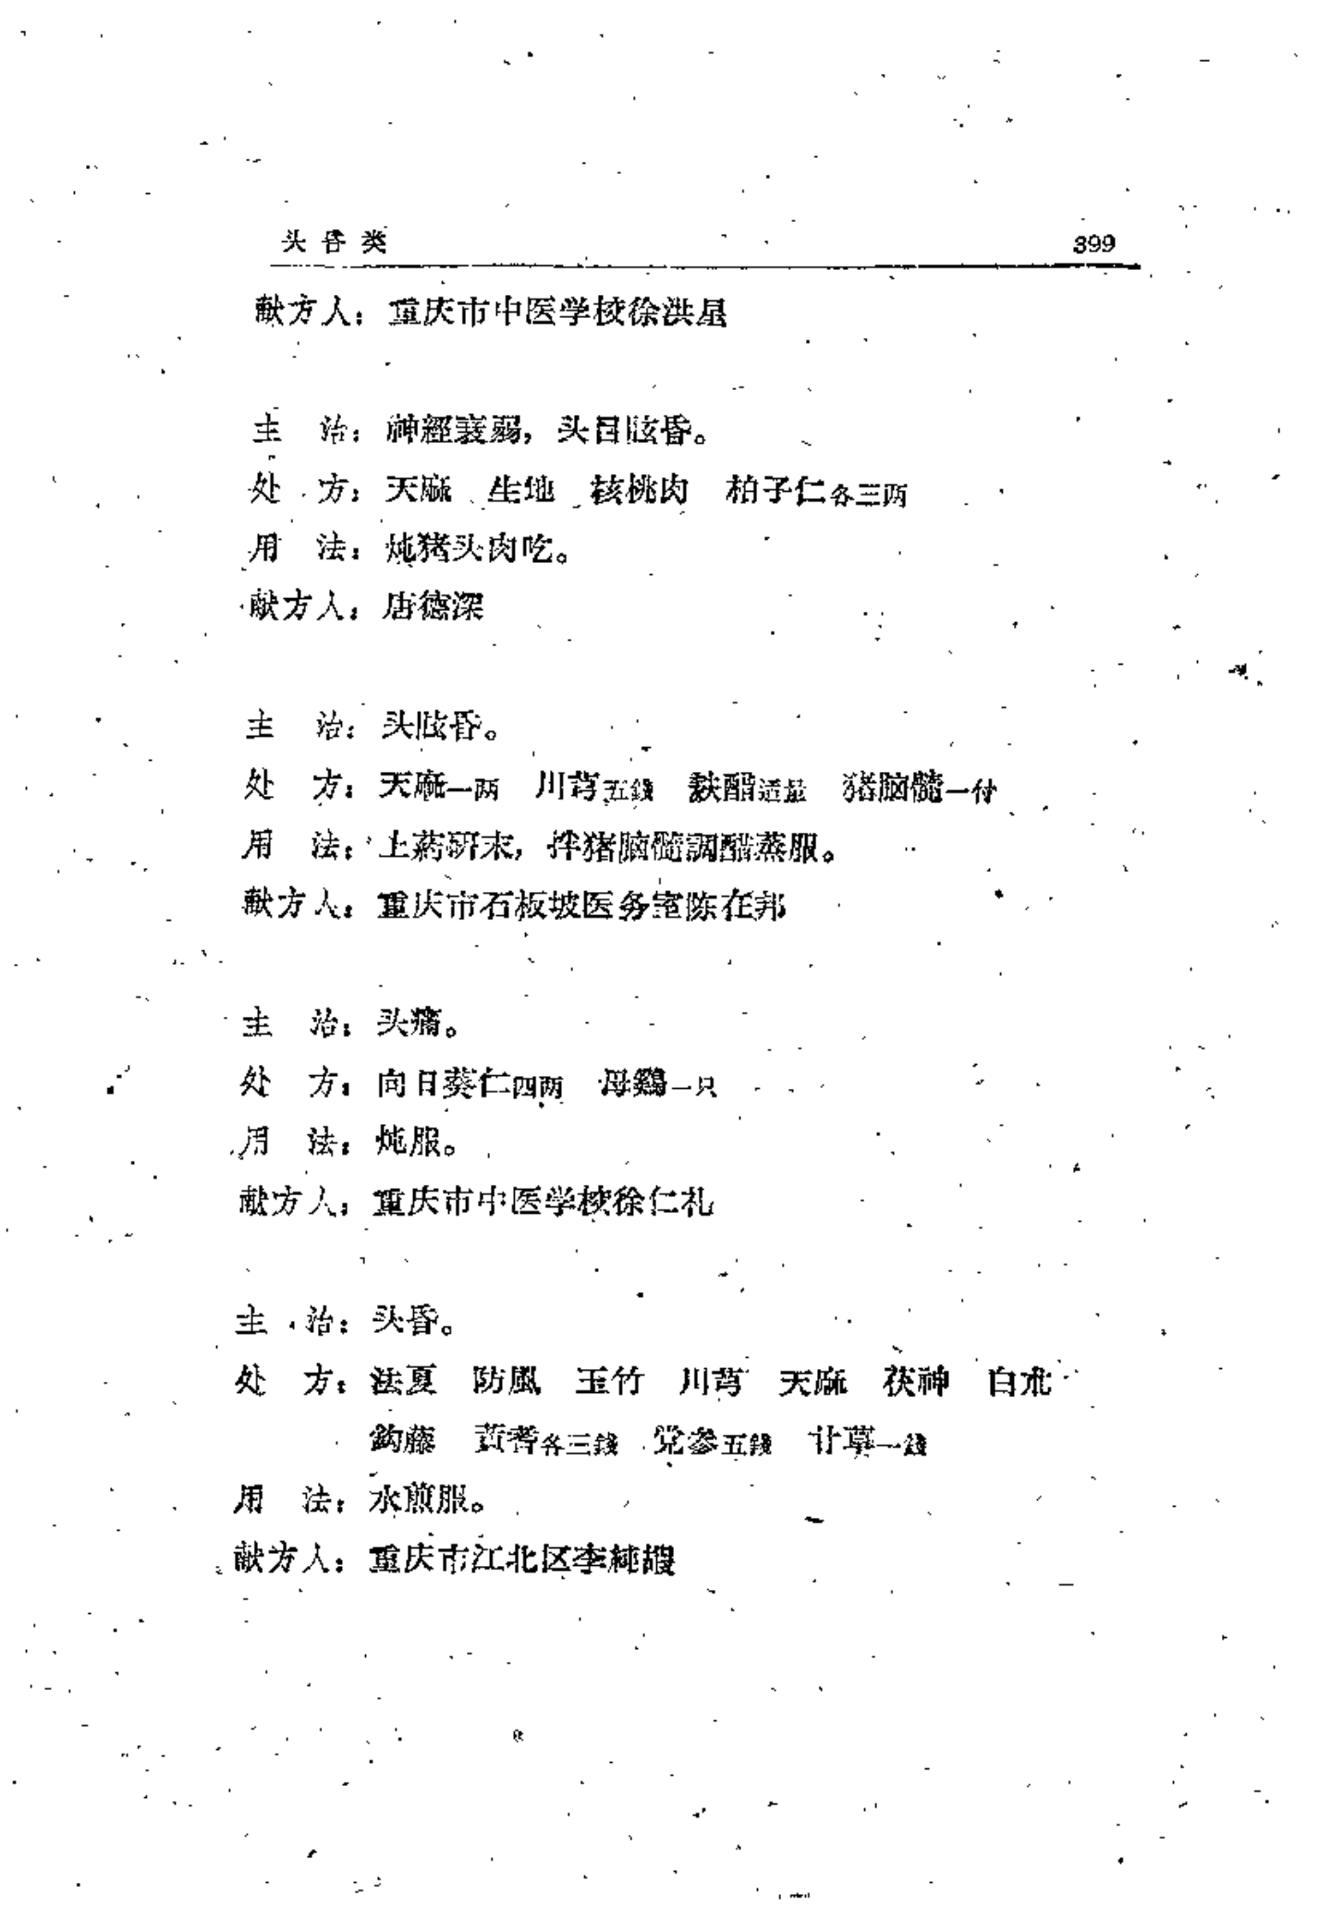 头昏类 399
献方人：重庆市中医学校徐洪星
主　治：神經衰弱，头目眩昏。
处　方：天麻　生地　核桃肉　柏子仁各三两
用　法：炖猪头肉吃。
献方人：唐德深
主　治：头眩昏。
处　方：天麻一两　川芎五錢　麸醋适量　猪脑髓一付
用　法：上药研末，拌猪脑髓調醋蒸服。
献方人：重庆市石板坡医务室陈在邦
主　治：头痛。
处　方：向日葵仁四两　母鷄一只
用　法：炖服。
献方人：重庆市中医学校徐仁礼
主　治：头昏。
处　方：法夏　防風　玉竹　川芎　天麻　茯神　白朮
鈎藤　黃蓍各三錢　党参五錢　甘草一錢
用　法：水煎服。
献方人：重庆市江北区李純